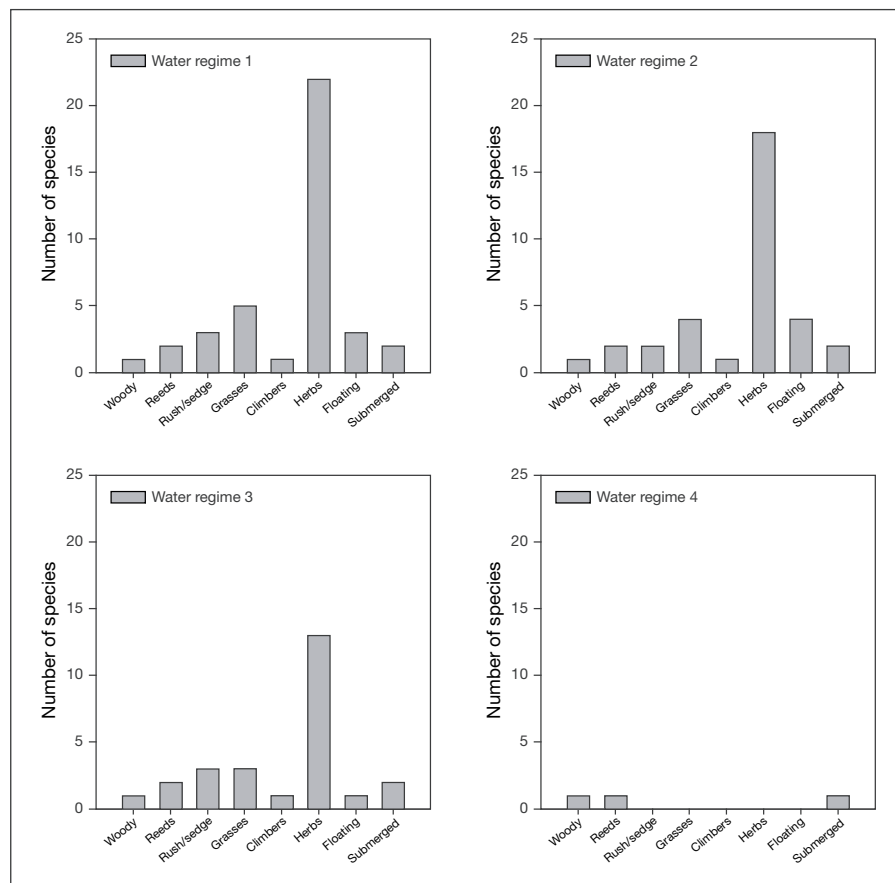 Water regime 1
Number of species
25
20
15
10
5
0
Woody
Reeds
Rush/sedge
Grasses
Climbers
Herbs
Floating
Submerged
Water regime 2
Number of species
25
20
15
10
5
0
Woody
Reeds
Rush/sedge
Grasses
Climbers
Herbs
Floating
Submerged
Water regime 3
Number of species
25
20
15
10
5
0
Woody
Reeds
Rush/sedge
Grasses
Climbers
Herbs
Floating
Submerged
Water regime 4
Number of species
25
20
15
10
5
0
Woody
Reeds
Rush/sedge
Grasses
Climbers
Herbs
Floating
Submerged